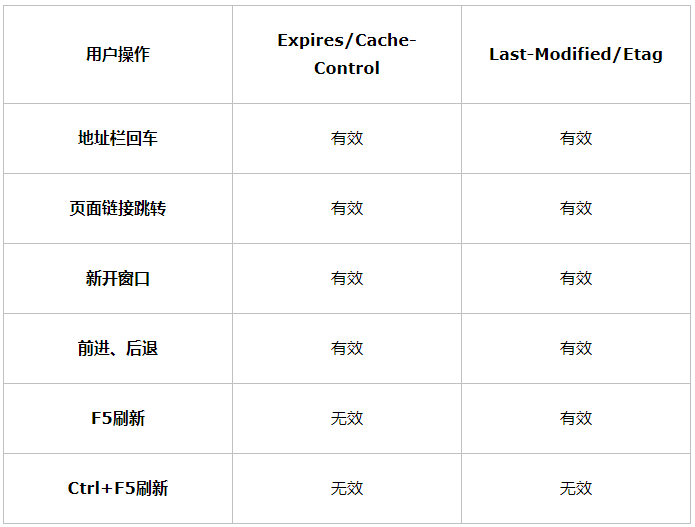 用户操作
Expires/Cache-
Control
Last-Modified/Etag
地址栏回车
有效
有效
页面链接跳转
有效
有效
新开窗口
有效
有效
前进、后退
有效
有效
F5刷新
无效
有效
Ctrl+F5刷新
无效
无效